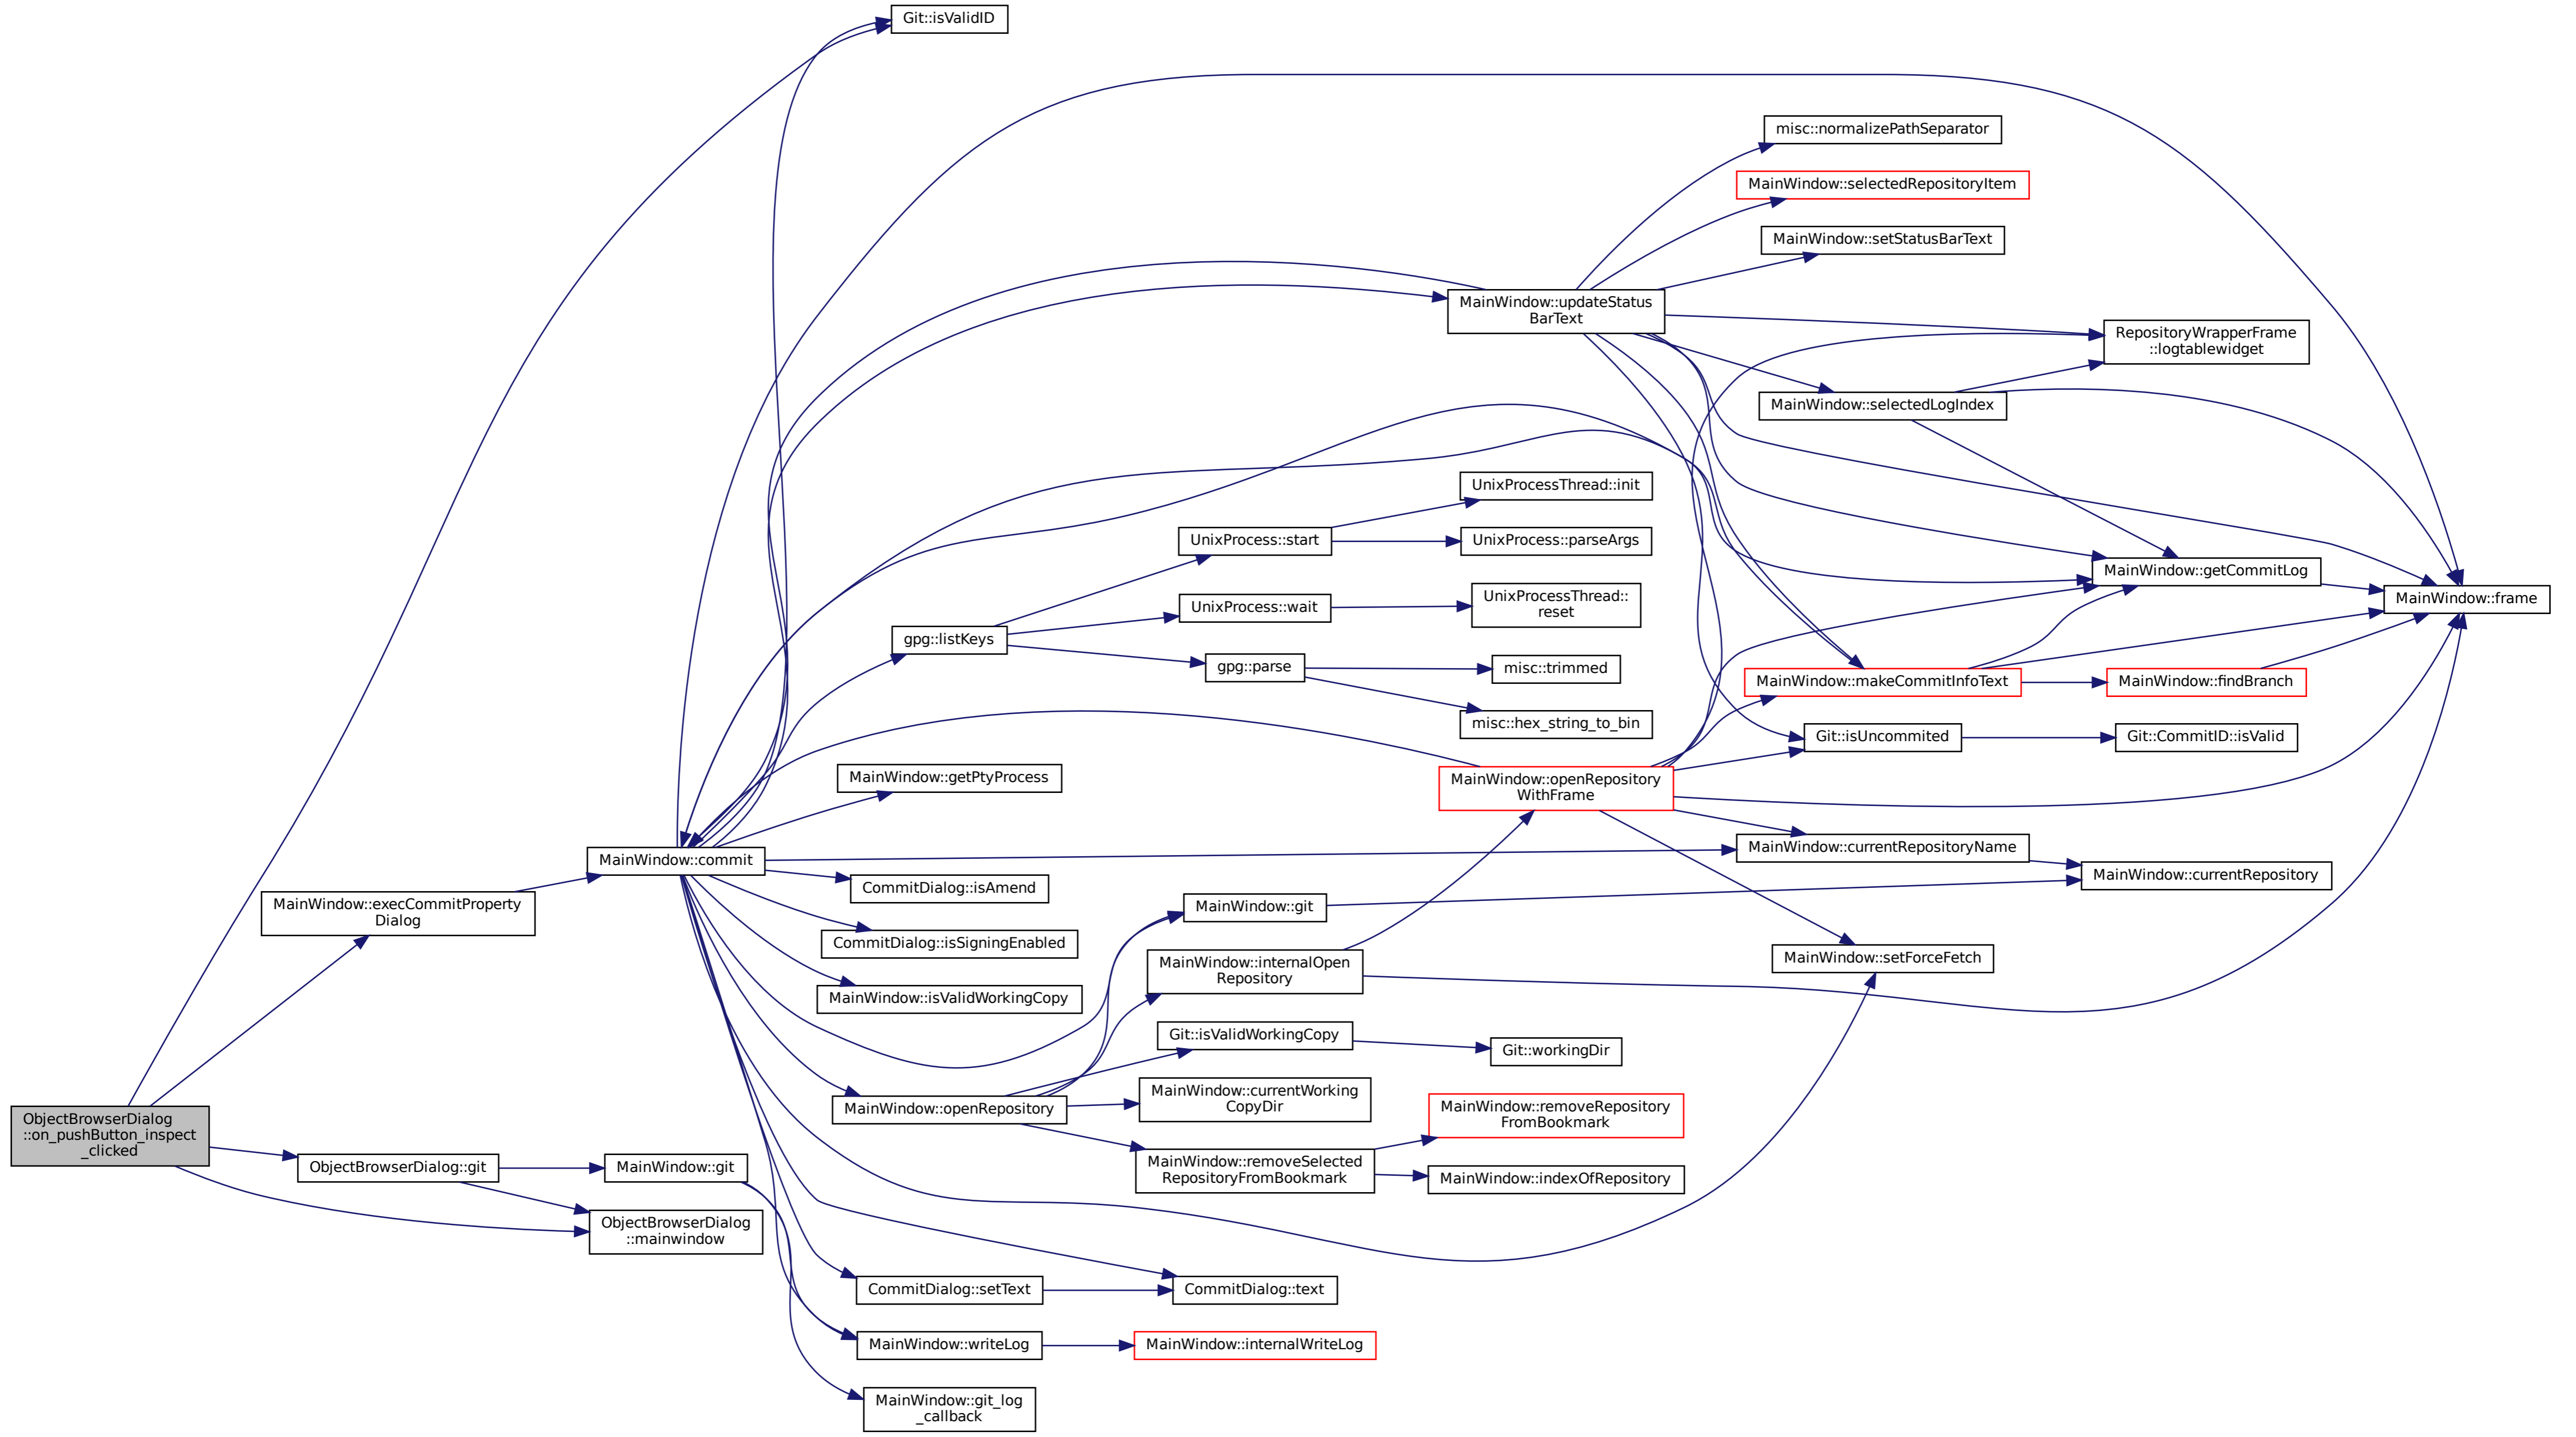 Git::isValidID
misc::normalizePathSeparator
MainWindow::selectedRepositoryItem
MainWindow::setStatusBarText
MainWindow::updateStatus
BarText
RepositoryWrapperFrame
::logtablewidget
MainWindow::selectedLogIndex
UnixProcessThread::init
UnixProcess::start
UnixProcess::parseArgs
MainWindow::getCommitLog
MainWindow::frame
UnixProcess::wait
UnixProcessThread::
reset
gpg::listKeys
gpg::parse
misc::trimmed
MainWindow::makeCommitInfoText
MainWindow::findBranch
misc::hex_string_to_bin
Git::isUncommited
Git::CommitID::isValid
MainWindow::getPtyProcess
MainWindow::openRepository
WithFrame
MainWindow::commit
MainWindow::currentRepositoryName
CommitDialog::isAmend
MainWindow::currentRepository
MainWindow::execCommitProperty
Dialog
MainWindow::git
CommitDialog::isSigningEnabled
MainWindow::internalOpen
Repository
MainWindow::setForceFetch
MainWindow::isValidWorkingCopy
Git::isValidWorkingCopy
Git::workingDir
MainWindow::currentWorking
CopyDir
MainWindow::openRepository
MainWindow::removeRepository
FromBookmark
ObjectBrowserDialog
::on_pushButton_inspect
_clicked
ObjectBrowserDialog::git
MainWindow::git
MainWindow::removeSelected
RepositoryFromBookmark
MainWindow::indexOfRepository
ObjectBrowserDialog
::mainwindow
CommitDialog::setText
CommitDialog::text
MainWindow::writeLog
MainWindow::internalWriteLog
MainWindow::git_log
_callback